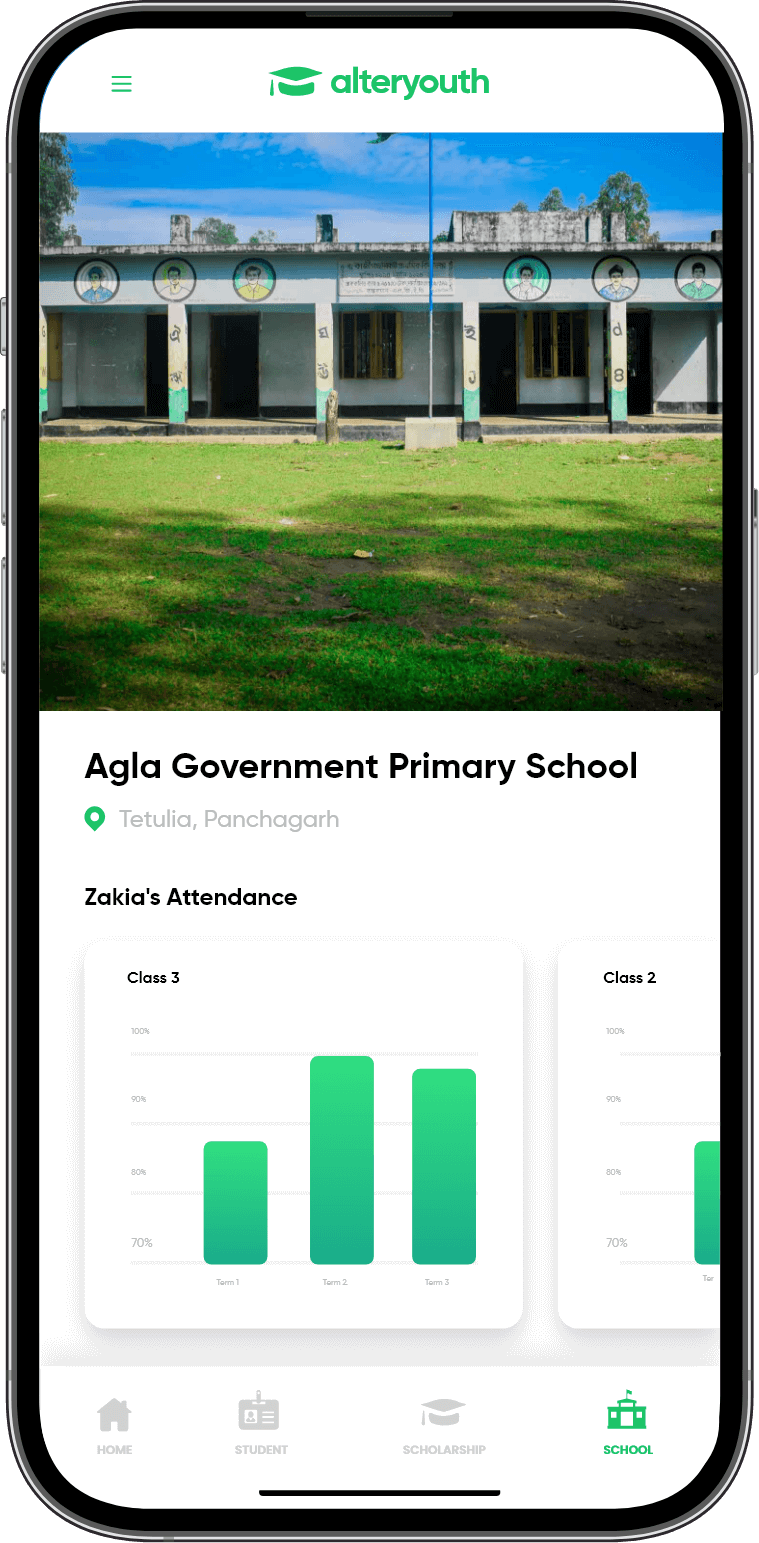 alteryouth
Agla Government Primary School
Tetulia, Panchagarh
Zakia's Attendance
Class 3
100%
90%
80%
70%
Term 1
Term 2
Term 3
Class 2
100%
90%
80%
70%
Ter
HOME
STUDENT
SCHOLARSHIP
SCHOOL